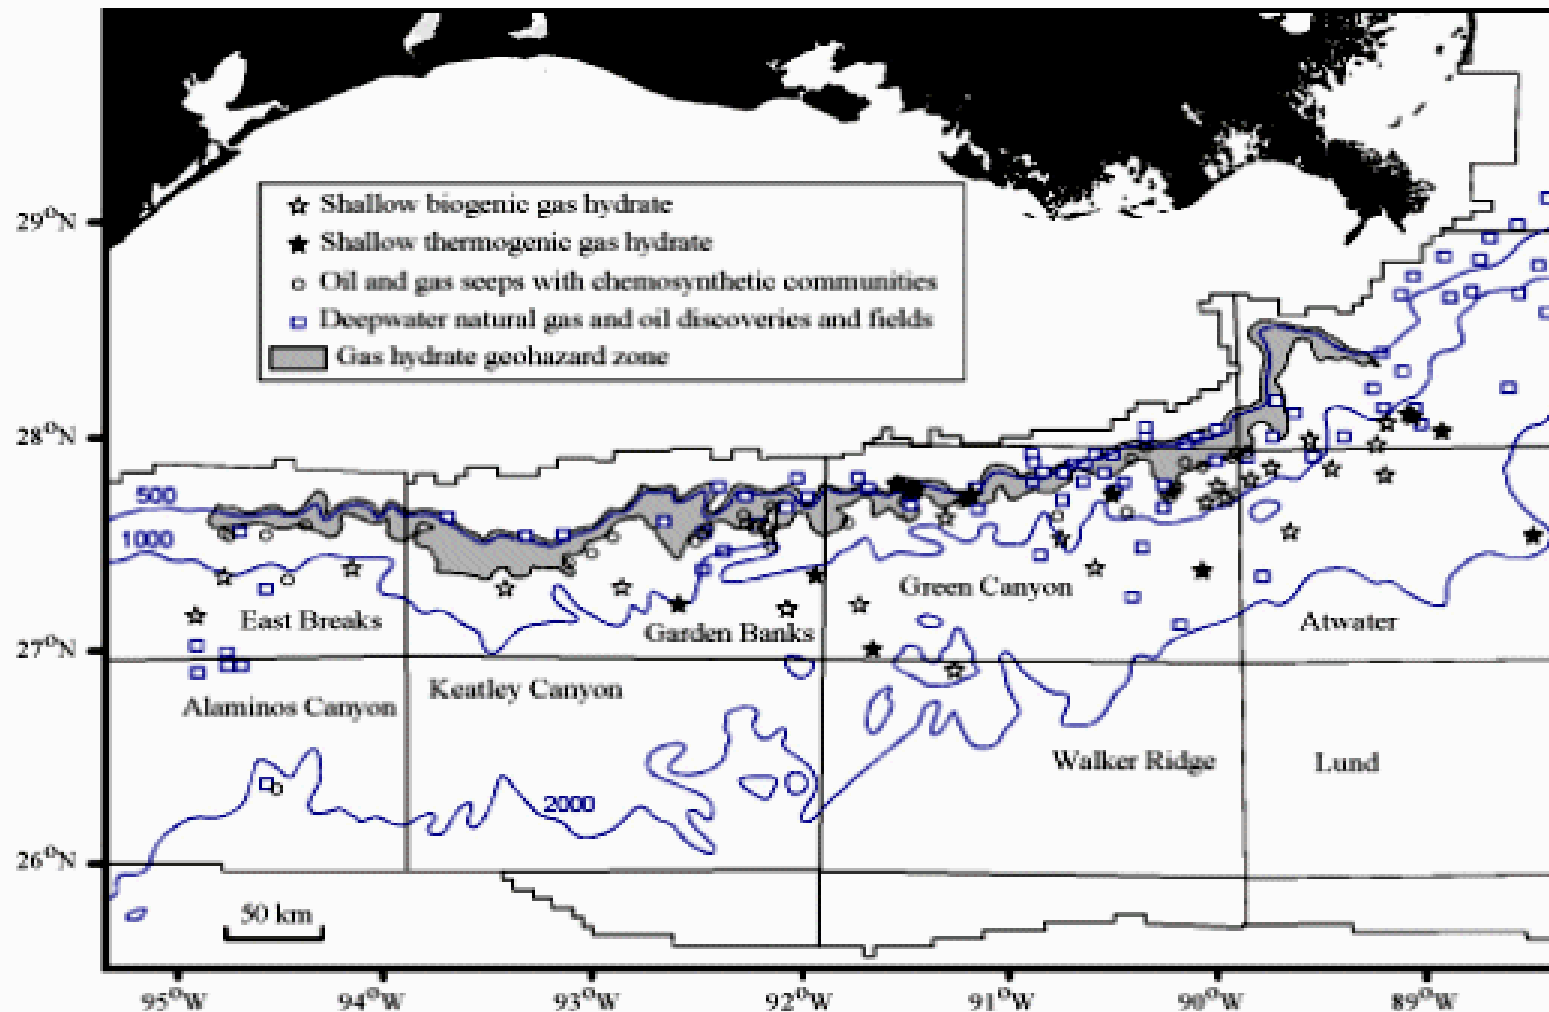 29°N
Shallow biogenic gas hydrate
Shallow thermogenic gas hydrate
Oil and gas seeps with chemosynthetic communities
Deepwater natural gas and oil discoveries and fields
Gas hydrate geohazard zone
28°N
500
1000
Green Canyon
East Breaks
Garden Banks
Atwater
27°N
Keatley Canyon
Alaminos Canyon
Walker Ridge
Lund
2000
26°N
50 km
95°W
94°W
93°W
92°W
91°W
90°W
89°W